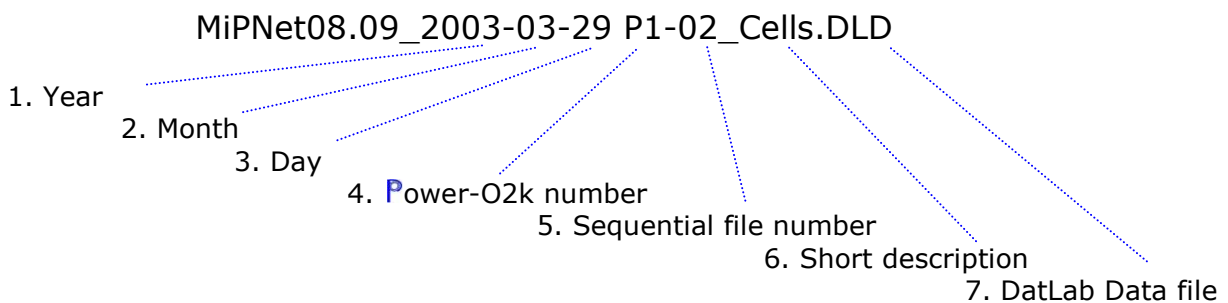 MiPNet08.09_2003-03-29 P1-02_Cells.DLD
1. Year
2. Month
3. Day
4. Power-O2k number
5. Sequential file number
6. Short description
7. DatLab Data file